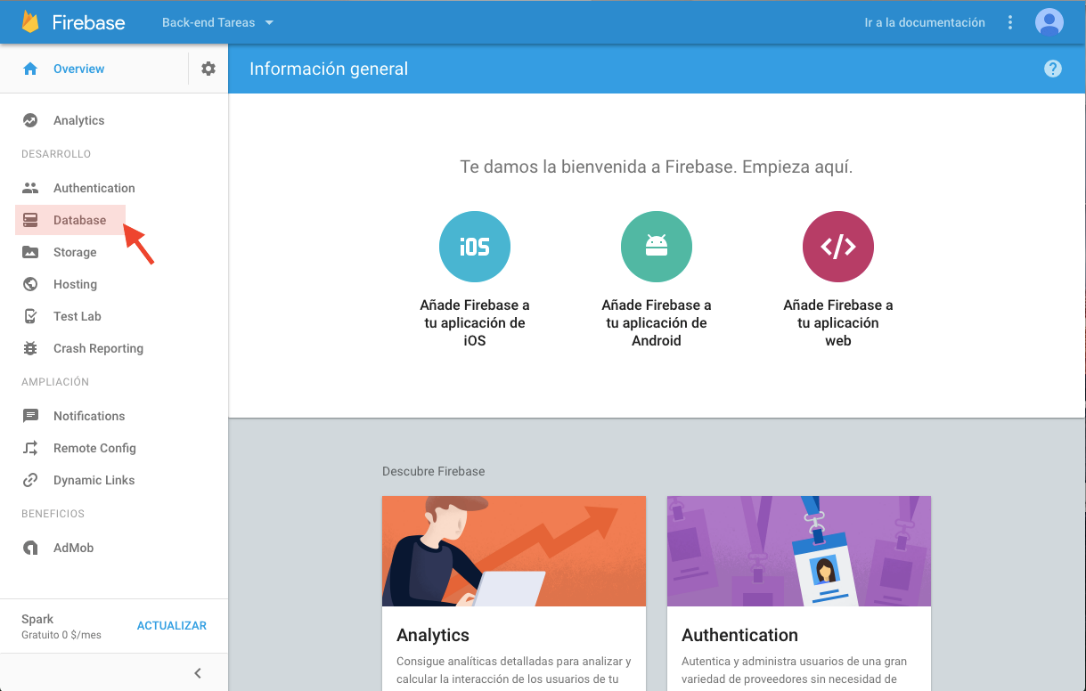 Firebase
Back-end Tareas
Ir a la documentación
Overview
Información general
?
Analytics
DESARROLLO
Authentication
Database
Storage
Hosting
Test Lab
Crash Reporting
AMPLIACIÓN
Notifications
Remote Config
Dynamic Links
BENEFICIOS
AdMob
Spark
Gratuito 0 $/mes
ACTUALIZAR
Te damos la bienvenida a Firebase. Empieza aquí.
iOS
Añade Firebase a
tu aplicación de
iOS
Añade Firebase a
tu aplicación de
Android
</>
Añade Firebase a
tu aplicación
web
Descubre Firebase
Analytics
Consigue analíticas detalladas para analizar y
calcular la interacción de los usuarios de tu
Authentication
Autentica y administra usuarios de una gran
variedad de proveedores sin necesidad de